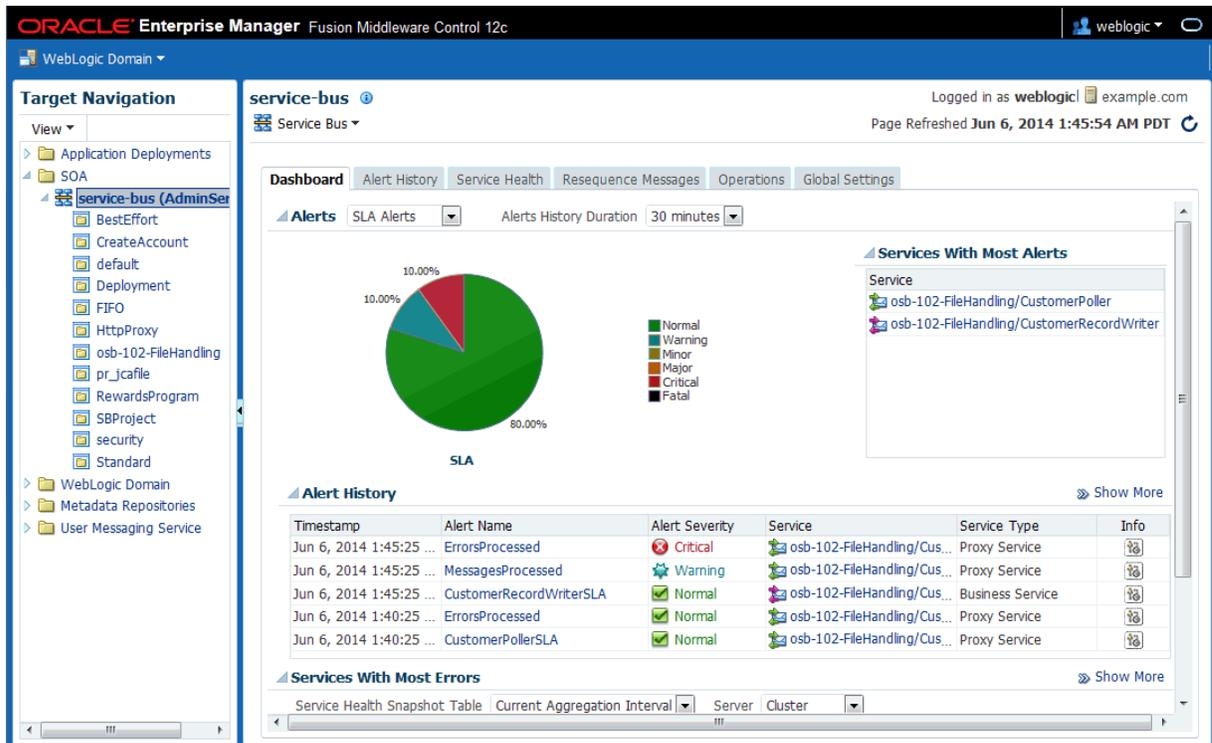 ORACLE Enterprise Manager Fusion Middleware Control 12c
weblogic
WebLogic Domain
Target Navigation
View
Application Deployments
SOA
service-bus (AdminSer
BestEffort
CreateAccount
default
Deployment
FIFO
HttpProxy
osb-102-FileHandling
pr_jcafile
RewardsProgram
SBProject
security
Standard
WebLogic Domain
Metadata Repositories
User Messaging Service
service-bus
Logged in as weblogic| example.com
Service Bus
Page Refreshed Jun 6, 2014 1:45:54 AM PDT
Dashboard Alert History Service Health Resequence Messages Operations Global Settings
Alerts SLA Alerts Alerts History Duration 30 minutes
10.00%
10.00%
80.00%
SLA
Normal
Warning
Minor
Major
Critical
Fatal
Services With Most Alerts
Service
osb-102-FileHandling/CustomerPoller
osb-102-FileHandling/CustomerRecordWriter
Alert History Show More
Timestamp Alert Name Alert Severity Service Service Type Info
Jun 6, 2014 1:45:25 ... ErrorsProcessed Critical osb-102-FileHandling/Cus... Proxy Service
Jun 6, 2014 1:45:25 ... MessagesProcessed Warning osb-102-FileHandling/Cus... Proxy Service
Jun 6, 2014 1:45:25 ... CustomerRecordWriterSLA Normal osb-102-FileHandling/Cus... Business Service
Jun 6, 2014 1:40:25 ... ErrorsProcessed Normal osb-102-FileHandling/Cus... Proxy Service
Jun 6, 2014 1:40:25 ... CustomerPollerSLA Normal osb-102-FileHandling/Cus... Proxy Service
Services With Most Errors Show More
Service Health Snapshot Table Current Aggregation Interval Server Cluster